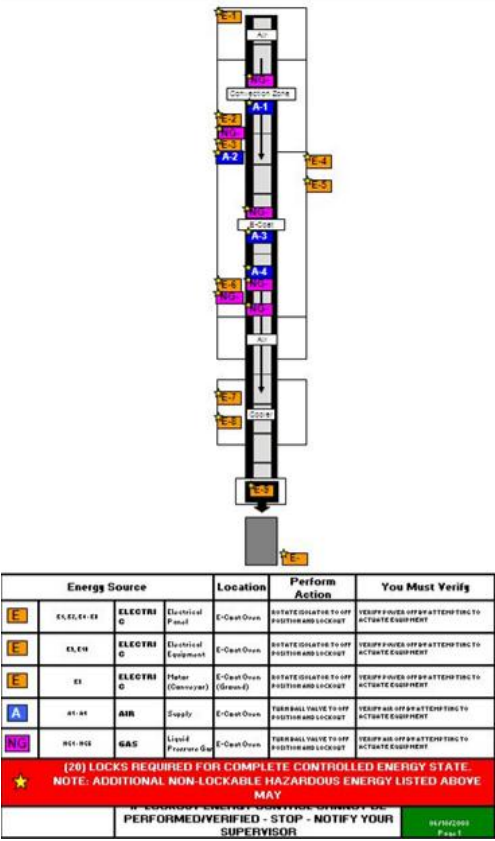 E-1
Air
NG-
Convection Zone
A-1
E-2
NG-
E-3
A-2
E-4
E-5
NG-
A-3
A-4
E-6
NG-
NG-
NG-
Air
E-7
Cooler
E-8
E-
Energy Source
Location
Perform
Action
You Must Verify
E
ELECTRI
C
Electrical
Panel
E-Coat Oven
ROTATE ISOLATOR TO OFF
POSITION AND LOCKOUT
VERIFY POWER OFF BY ATTEMPTING TO
ACTUATE EQUIPMENT
E
ELECTRI
C
Electrical
Equipment
E-Coat Oven
ROTATE ISOLATOR TO OFF
POSITION AND LOCKOUT
VERIFY POWER OFF BY ATTEMPTING TO
ACTUATE EQUIPMENT
E
ELECTRI
C
Motor
(Conveyor)
E-Coat Oven
(Ground)
ROTATE ISOLATOR TO OFF
POSITION AND LOCKOUT
VERIFY POWER OFF BY ATTEMPTING TO
ACTUATE EQUIPMENT
A
AIR
Supply
E-Coat Oven
TURN BALL VALVE TO OFF
POSITION AND LOCKOUT
VERIFY AIR OFF BY ATTEMPTING TO
ACTUATE EQUIPMENT
NG
GAS
Liquid
Pressure Gas
E-Coat Oven
TURN BALL VALVE TO OFF
POSITION AND LOCKOUT
ACTUATE EQUIPMENT
(20) LOCKS REQUIRED FOR COMPLETE CONTROLLED ENERGY STATE.
NOTE: ADDITIONAL NON-LOCKABLE HAZARDOUS ENERGY LISTED ABOVE
MAY
IF LOCKOUT ENERGY CONTROL CANNOT BE
PERFORMED/VERIFIED - STOP - NOTIFY YOUR
SUPERVISOR
Page 1